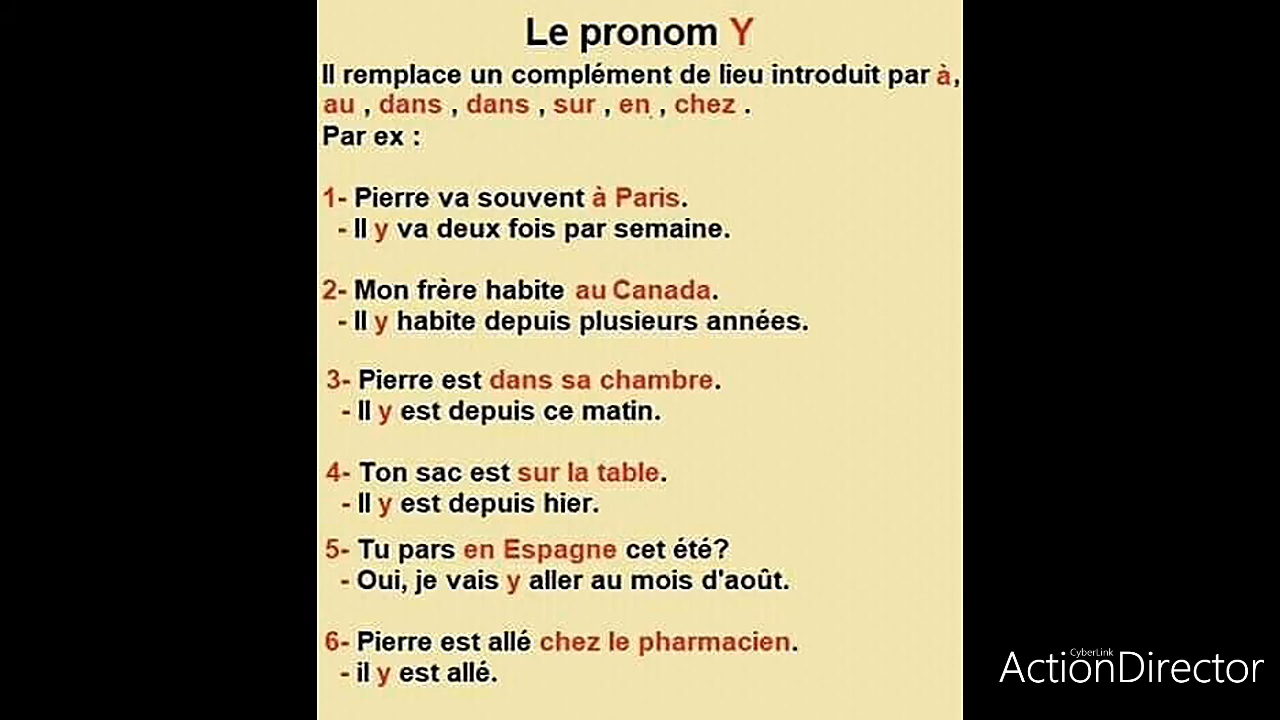 Le pronom Y
Il remplace un complément de lieu introduit par à,
au , dans , dans , sur , en , chez .
Par ex :
1- Pierre va souvent à Paris.
- Il y va deux fois par semaine.
2- Mon frère habite au Canada.
- Il y habite depuis plusieurs années.
3- Pierre est dans sa chambre.
- Il y est depuis ce matin.
4- Ton sac est sur la table.
- Il y est depuis hier.
5- Tu pars en Espagne cet été?
- Oui, je vais y aller au mois d'août.
6- Pierre est allé chez le pharmacien.
- il y est allé.
CyberLink
ActionDirector